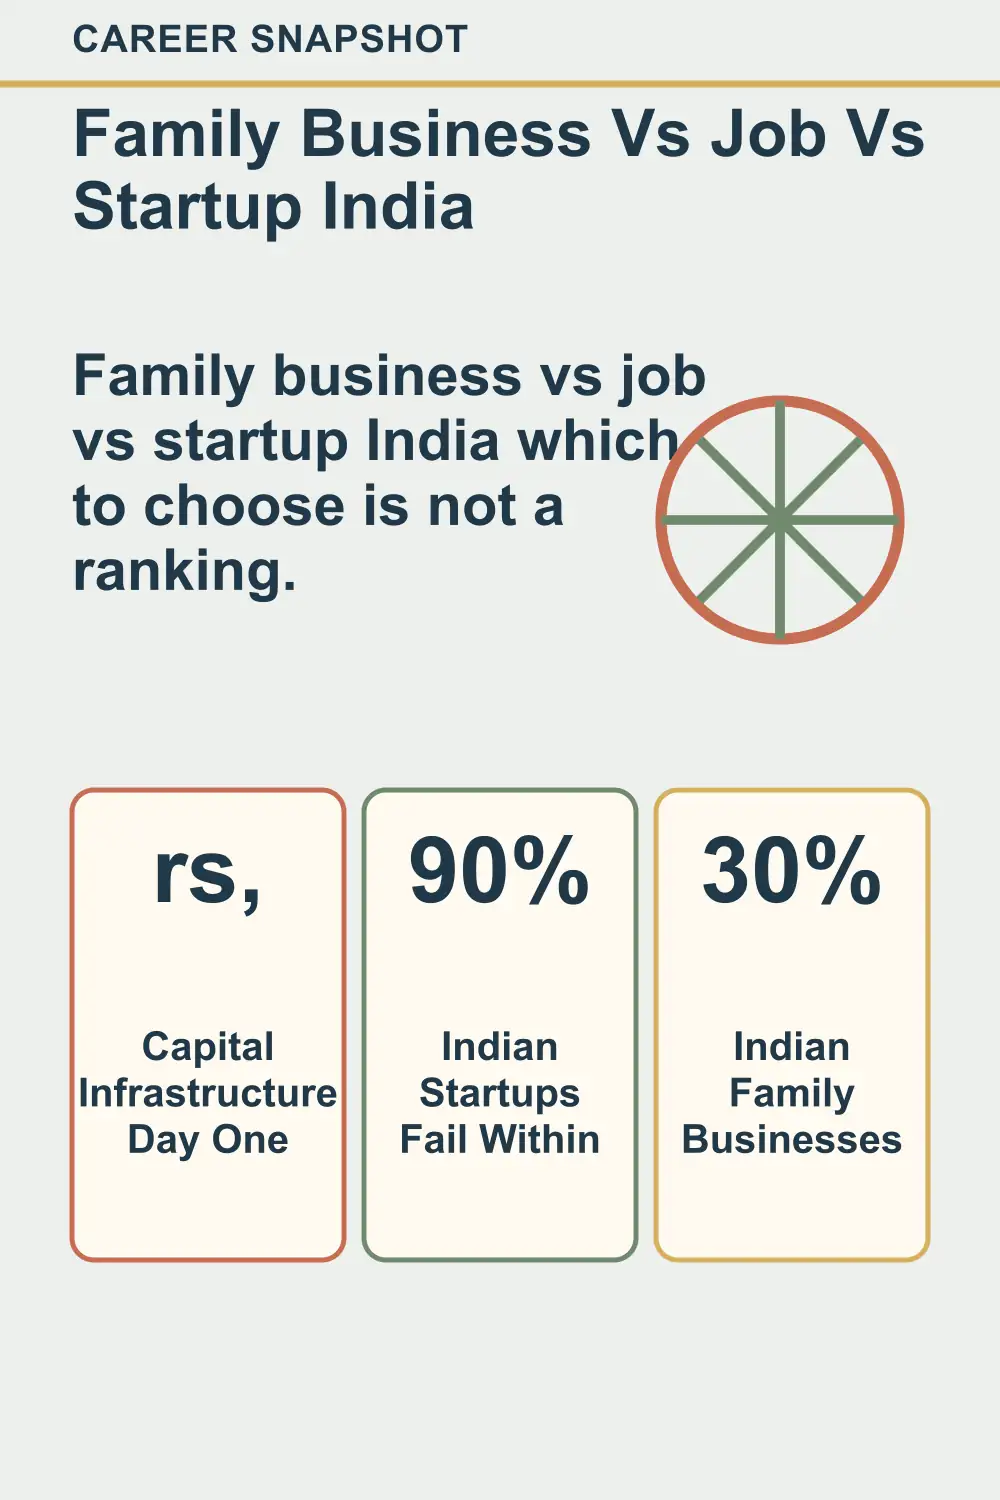 CAREER SNAPSHOT
Family Business Vs Job Vs
Startup India
Family business vs job
vs startup India which
to choose is not a
ranking.
rs,
Capital
Infrastructure
Day One
90%
Indian
Startups
Fail Within
30%
Indian
Family
Businesses